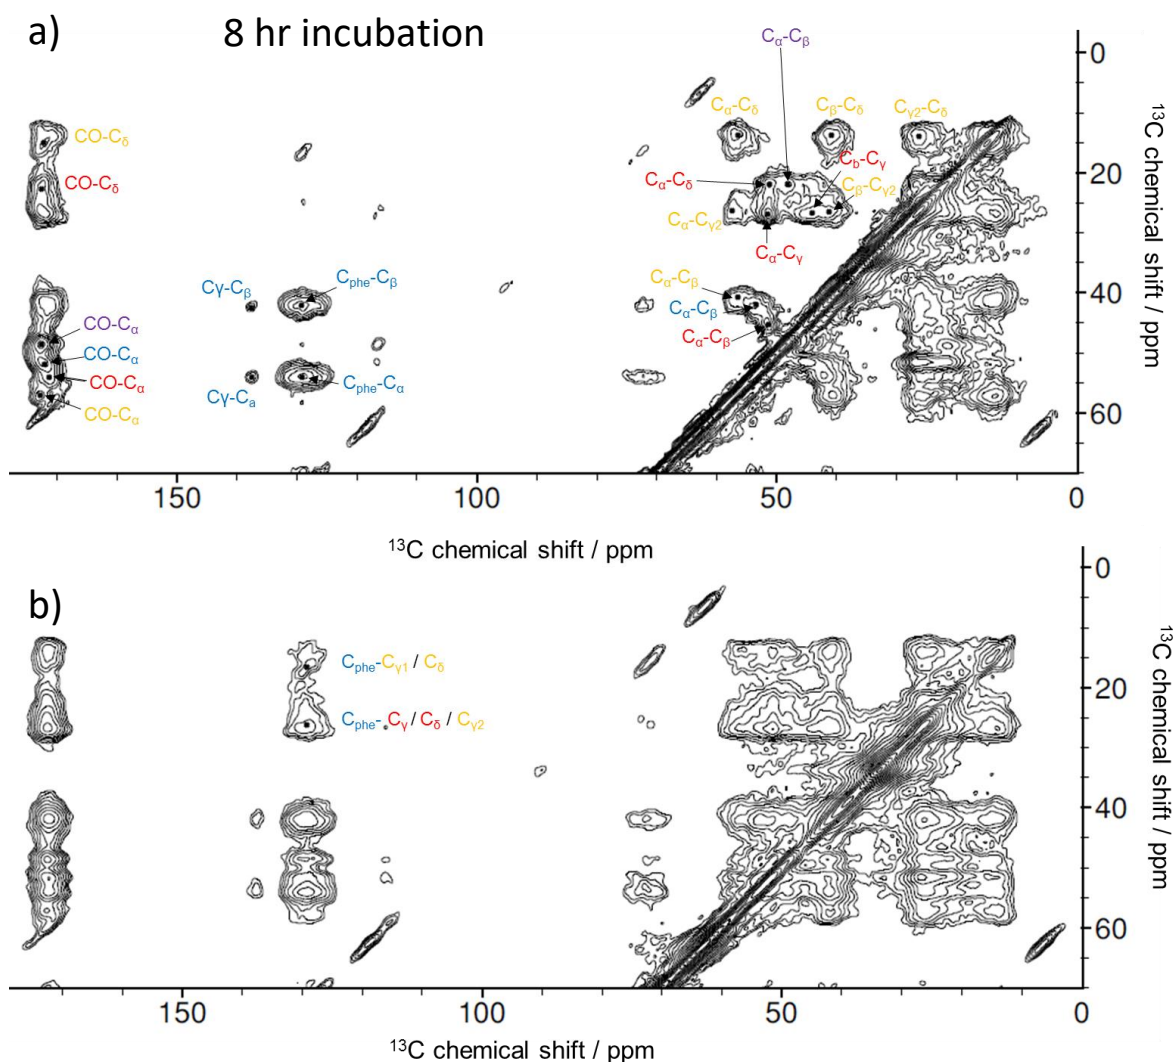 a)
8 hr incubation
Cα-Cβ
0
Cα-Cδ
Cβ-Cδ
Cγ2-Cδ
CO-Cδ
Cb-Cγ
20
CO-Cδ
Cα-Cδ
Cβ-Cγ2
Cα-Cγ2
Cα-Cγ
Cγ-Cβ
Cphe-Cβ
Cα-Cβ
40
CO-Cα
Cα-Cβ
CO-Cα
Cα-Cβ
CO-Cα
Cγ-Ca
Cphe-Cα
CO-Cα
60
13C chemical shift / ppm
150
100
50
0
13C chemical shift / ppm
b)
0
Cphe-Cγ1 / Cδ
20
Cphe-Cγ / Cδ / Cγ2
40
60
13C chemical shift / ppm
150
100
50
0
13C chemical shift / ppm